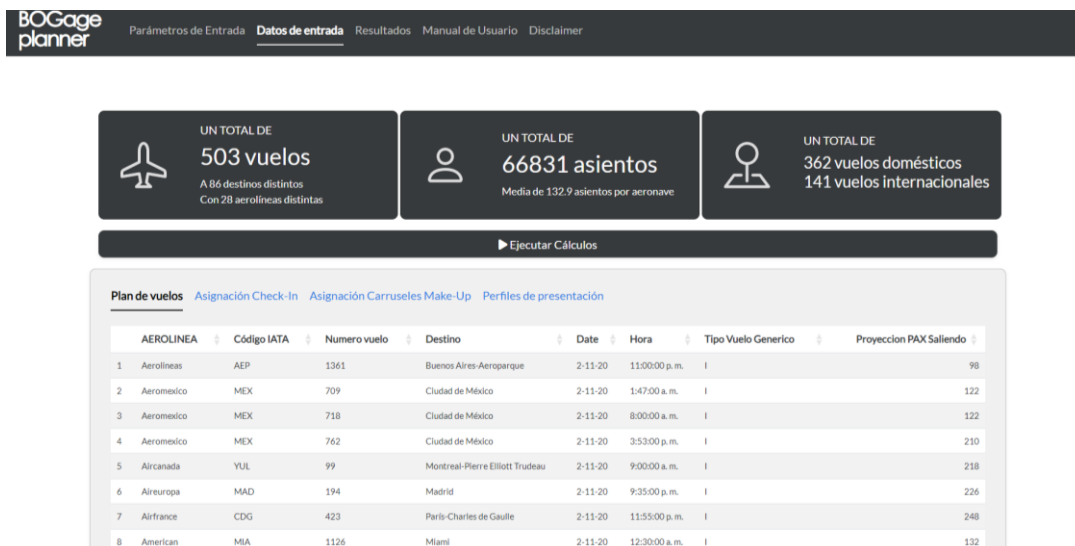 BOGage
planner
Parámetros de Entrada Datos de entrada Resultados Manual de Usuario Disclaimer
UN TOTAL DE
503 vuelos
A 86 destinos distintos
Con 28 aerolíneas distintas
UN TOTAL DE
66831 asientos
Media de 132.9 asientos por aeronave
UN TOTAL DE
362 vuelos domésticos
141 vuelos internacionales
Ejecutar Cálculos
Plan de vuelos Asignación Check-In Asignación Carruseles Make-Up Perfiles de presentación
AEROLINEA Código IATA Numero vuelo Destino Date Hora Tipo Vuelo Generico Proyeccion PAX Saliendo
1 Aerolineas AEP 1361 Buenos Aires-Aeroparque 2-11-20 11:00:00 p. m. I 98
2 Aeromexico MEX 709 Ciudad de México 2-11-20 1:47:00 a. m. I 122
3 Aeromexico MEX 718 Ciudad de México 2-11-20 8:00:00 a. m. I 122
4 Aeromexico MEX 762 Ciudad de México 2-11-20 3:53:00 p. m. I 210
5 Aircanada YUL 99 Montreal-Pierre Elliott Trudeau 2-11-20 9:00:00 a. m. I 218
6 Aireuropa MAD 194 Madrid 2-11-20 9:35:00 p. m. I 226
7 Airfrance CDG 423 París-Charles de Gaulle 2-11-20 11:55:00 p. m. I 248
8 American MIA 1126 Miami 2-11-20 12:30:00 a. m. I 132